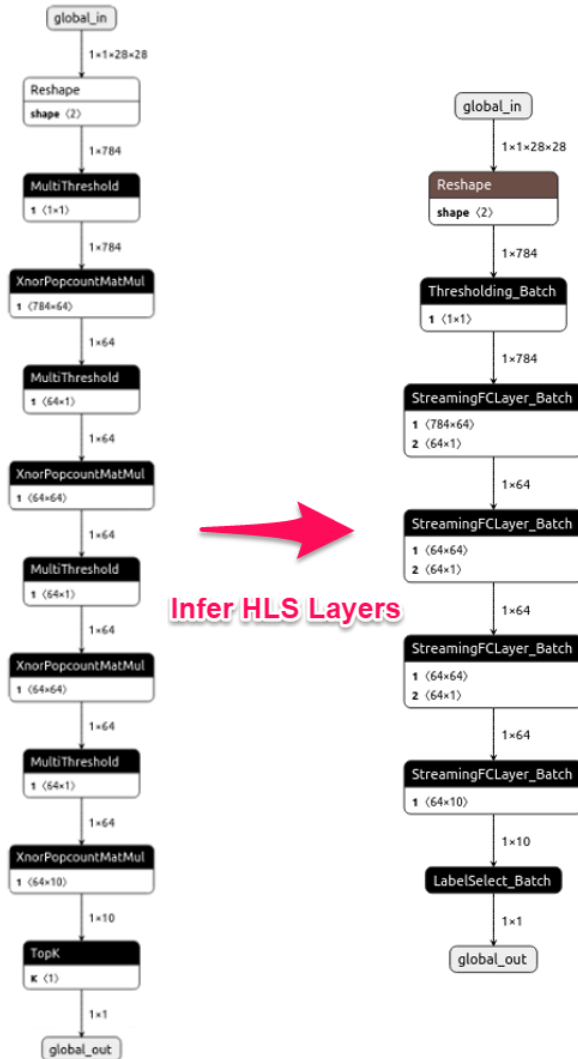 global_in
1×1×28×28
Reshape
shape ⟨2⟩
1×784
MultiThreshold
1 ⟨1×1⟩
1×784
XnorPopcountMatMul
1 ⟨784×64⟩
1×64
MultiThreshold
1 ⟨64×1⟩
1×64
XnorPopcountMatMul
1 ⟨64×64⟩
1×64
MultiThreshold
1 ⟨64×1⟩
1×64
XnorPopcountMatMul
1 ⟨64×64⟩
1×64
MultiThreshold
1 ⟨64×1⟩
1×64
XnorPopcountMatMul
1 ⟨64×10⟩
1×10
TopK
K ⟨1⟩
1×1
global_out
Infer HLS Layers
global_in
1×1×28×28
Reshape
shape ⟨2⟩
1×784
Thresholding_Batch
1 ⟨1×1⟩
1×784
StreamingFCLayer_Batch
1 ⟨784×64⟩
2 ⟨64×1⟩
1×64
StreamingFCLayer_Batch
1 ⟨64×64⟩
2 ⟨64×1⟩
1×64
StreamingFCLayer_Batch
1 ⟨64×64⟩
2 ⟨64×1⟩
1×64
StreamingFCLayer_Batch
1 ⟨64×10⟩
1×10
LabelSelect_Batch
1×1
global_out